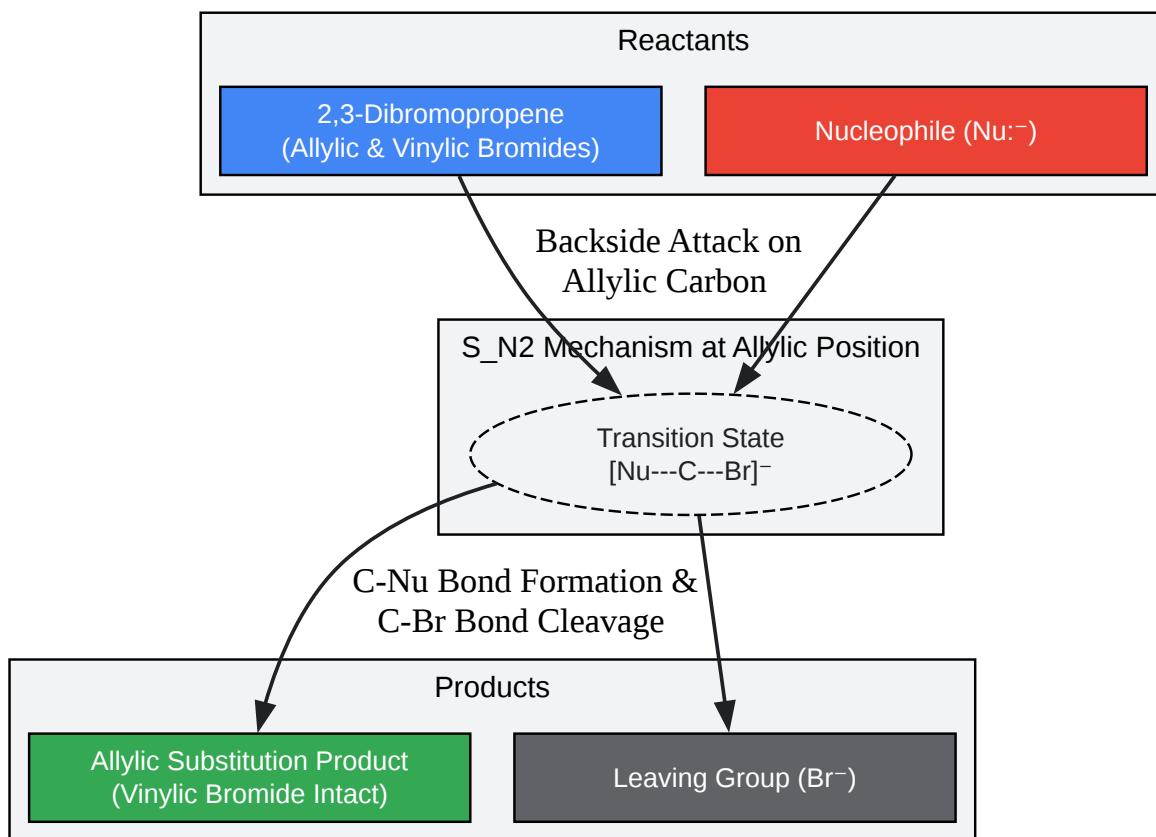 Reactants
2,3-Dibromopropene
(Allylic & Vinylic Bromides)
Nucleophile (Nu:⁻)
Backside Attack on
Allylic Carbon
S_N2 Mechanism at Allylic Position
Transition State
[Nu---C---Br]⁻
C-Nu Bond Formation &
C-Br Bond Cleavage
Products
Allylic Substitution Product
(Vinylic Bromide Intact)
Leaving Group (Br⁻)